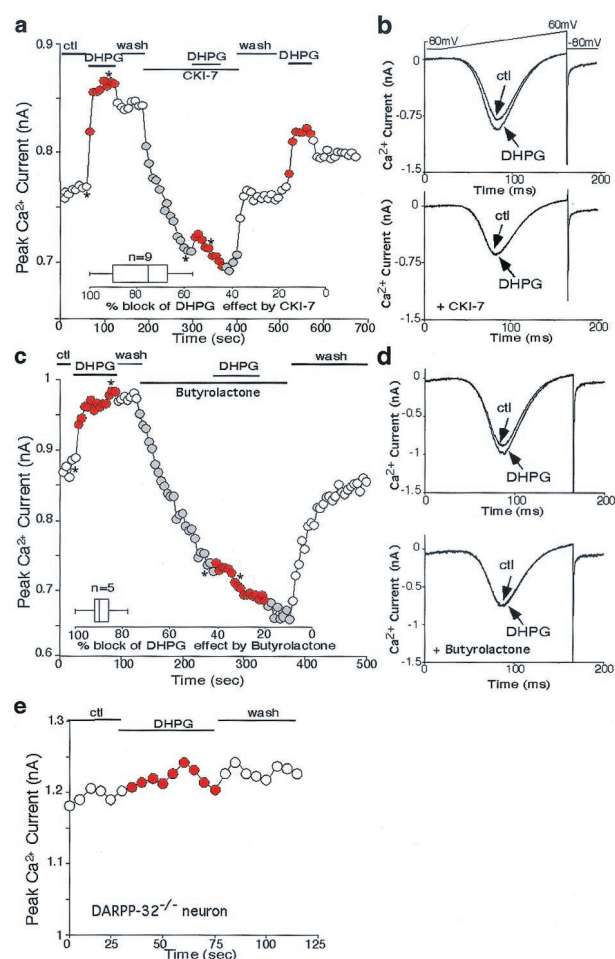 a
ctl
wash
wash
DHPG
DHPG
DHPG
CKI-7
*
*
*
*
0.9
0.8
0.7
0.6
Peak Ca2+ Current (nA)
n=9
100 80 60 40 20 0
% block of DHPG effect by CKI-7
0 100 200 300 400 500 600 700
Time (sec)
b
-80mV
60mV
-80mV
0
-0.75
-1.5
Ca2+ Current (nA)
ctl
DHPG
0 100 200
Time (ms)
0
-0.75
-1.5
Ca2+ Current (nA)
ctl
DHPG
+ CKI-7
0 100 200
Time (ms)
c
ctl
wash
wash
DHPG
DHPG
Butyrolactone
*
*
*
*
1
0.9
0.8
0.7
0.6
Peak Ca2+ Current (nA)
n=5
100 80 60 40 20 0
% block of DHPG effect by Butyrolactone
0 100 200 300 400 500
Time (sec)
d
0
-0.5
-1
-1.5
Ca2+ Current (nA)
ctl
DHPG
0 100 200
Time (ms)
0
-0.5
-1
-1.5
Ca2+ Current (nA)
ctl
DHPG
+ Butyrolactone
0 100 200
Time (ms)
e
ctl
wash
DHPG
1.3
1.2
1.1
1
Peak Ca2+ Current (nA)
DARPP-32-/- neuron
0 25 50 75 100 125
Time (sec)